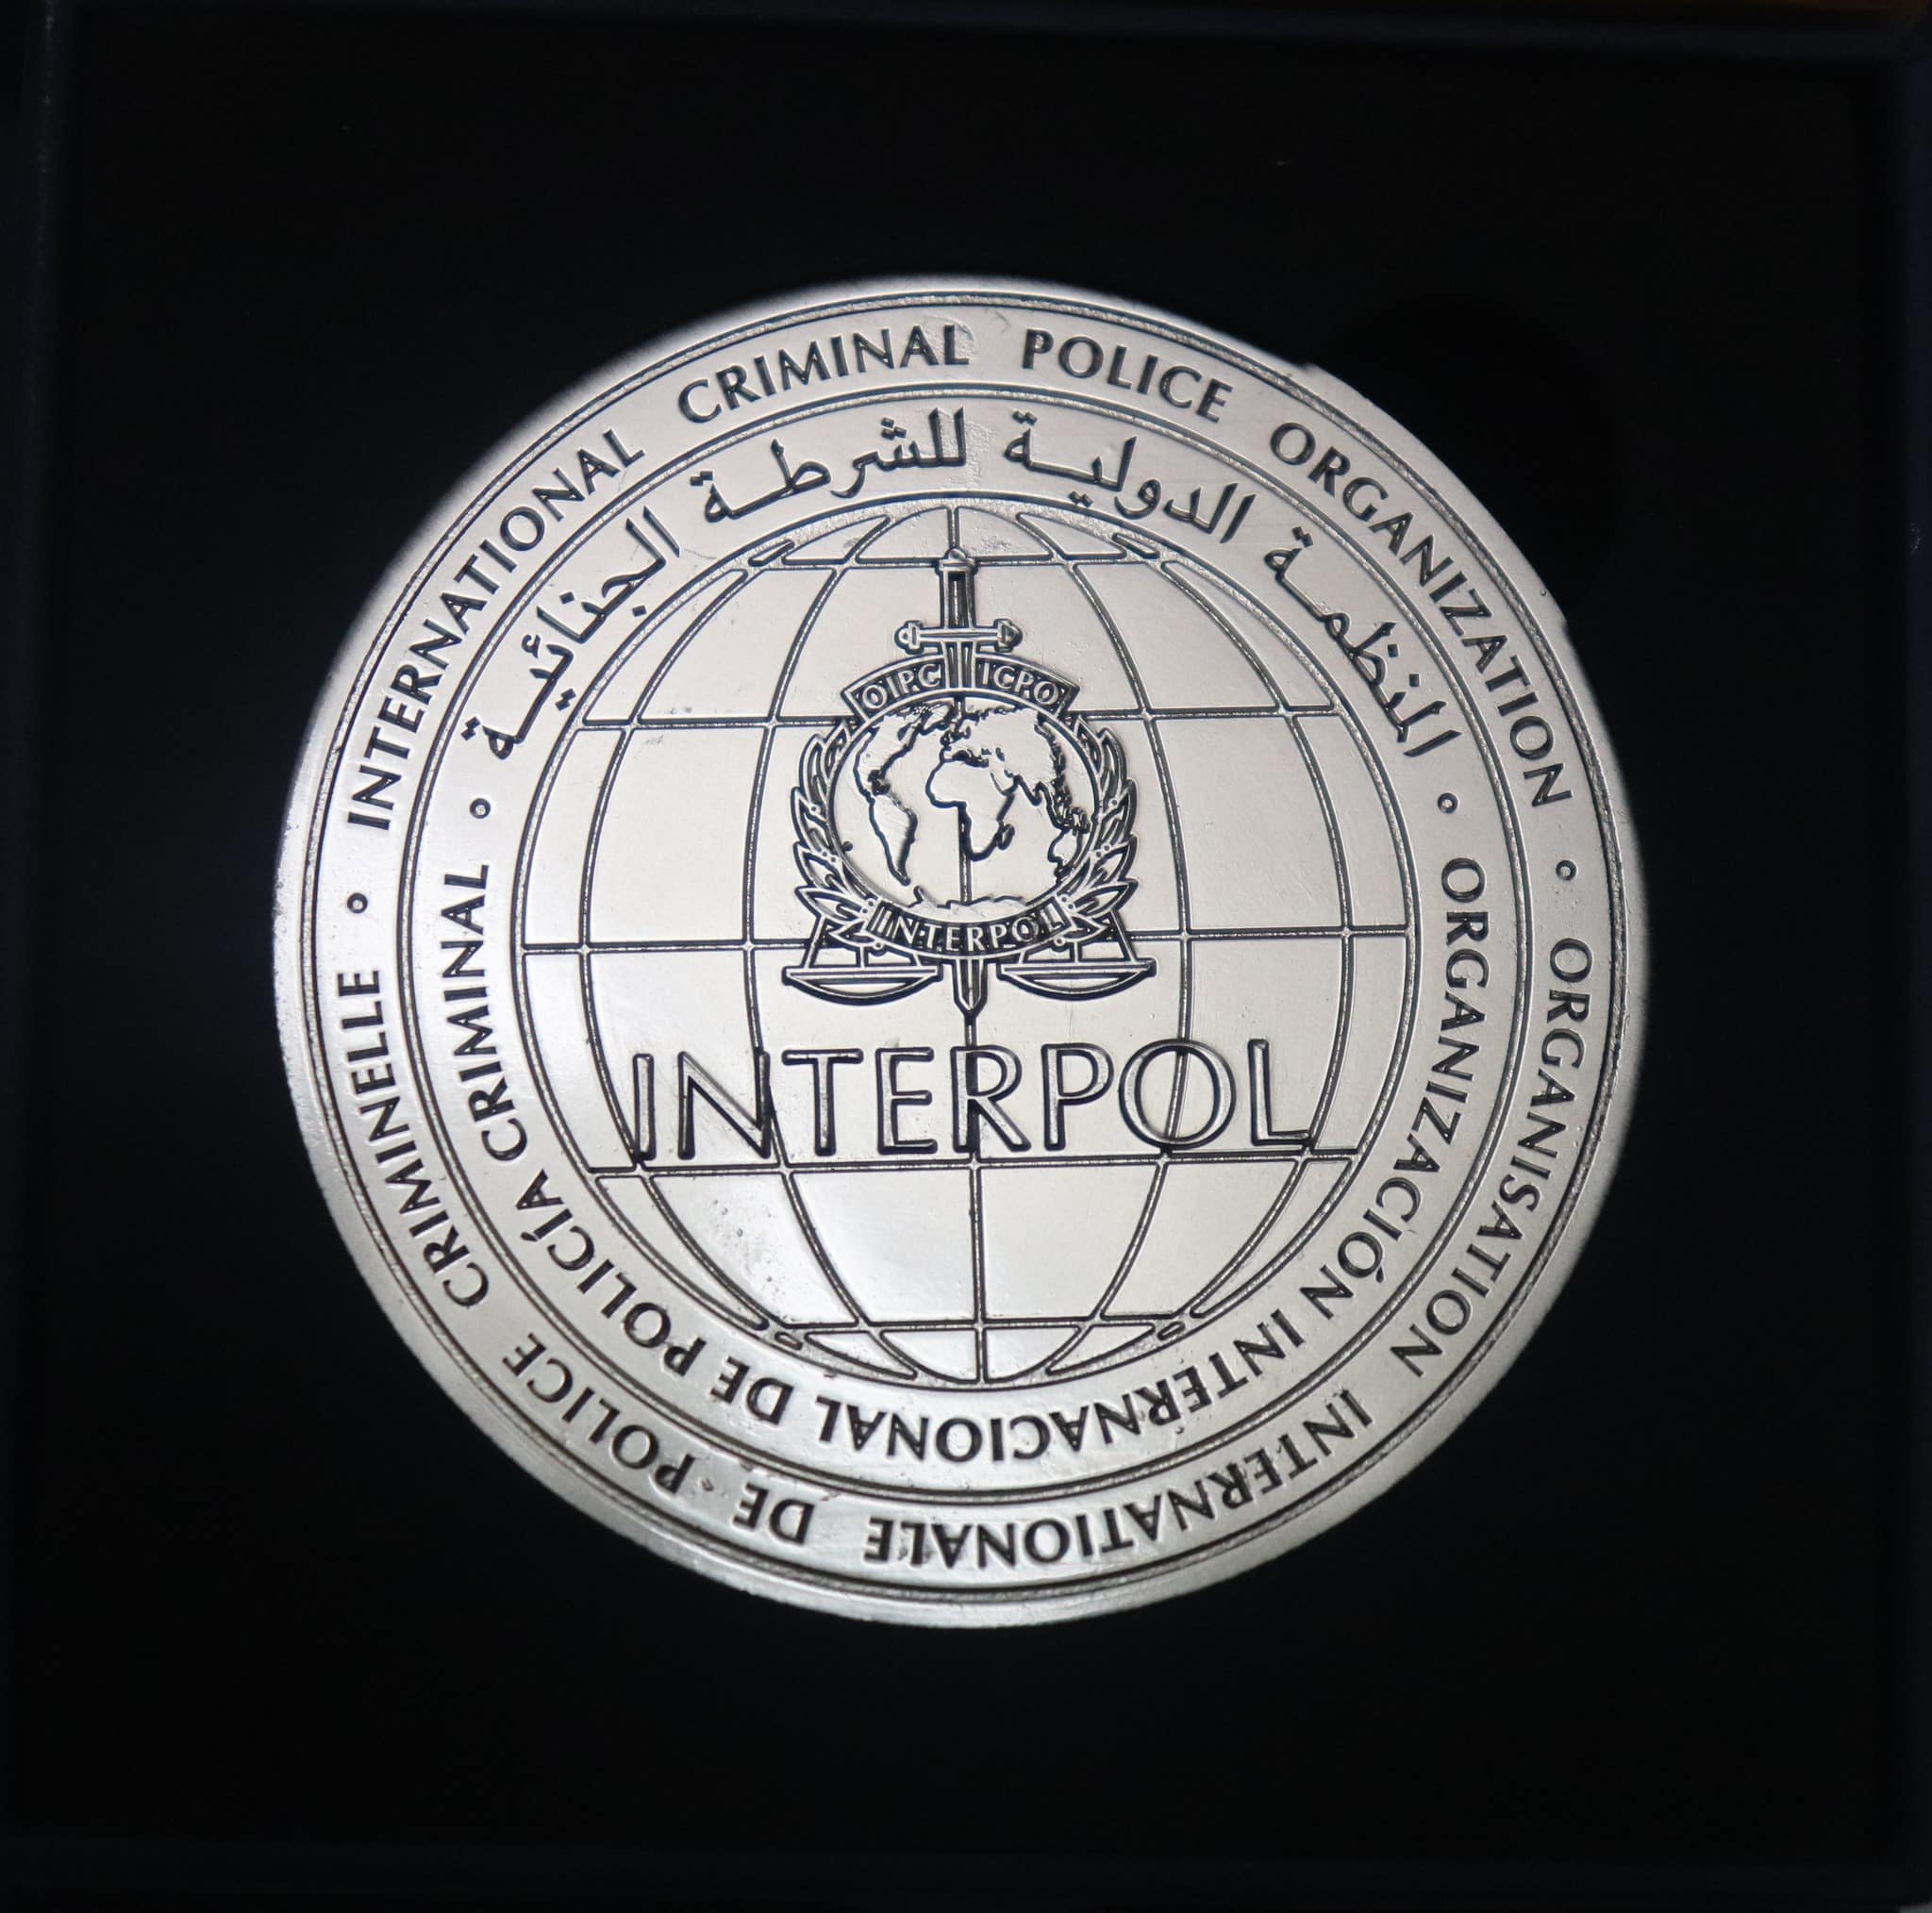 INTERNATIONAL CRIMINAL POLICE ORGANIZATION
ORGANISATION INTERNATIONALE DE POLICE CRIMINELLE
المنظمة الدولية للشرطة الجنائية
ORGANIZACIÓN INTERNACIONAL DE POLICÍA CRIMINAL
O.I.P.C ICPO
INTERPOL
INTERPOL